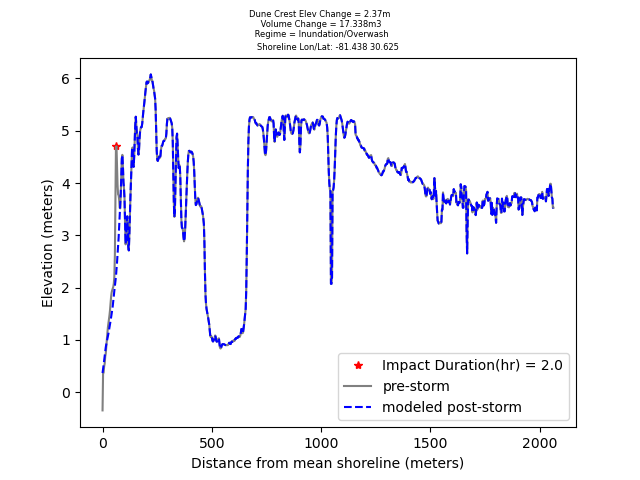 Dune Crest Elev Change = 2.37m
Volume Change = 17.338m3
Regime = Inundation/Overwash
Shoreline Lon/Lat: -81.438 30.625
6
5
4
3
2
1
0
Elevation (meters)
Impact Duration(hr) = 2.0
pre-storm
modeled post-storm
0 500 1000 1500 2000
Distance from mean shoreline (meters)